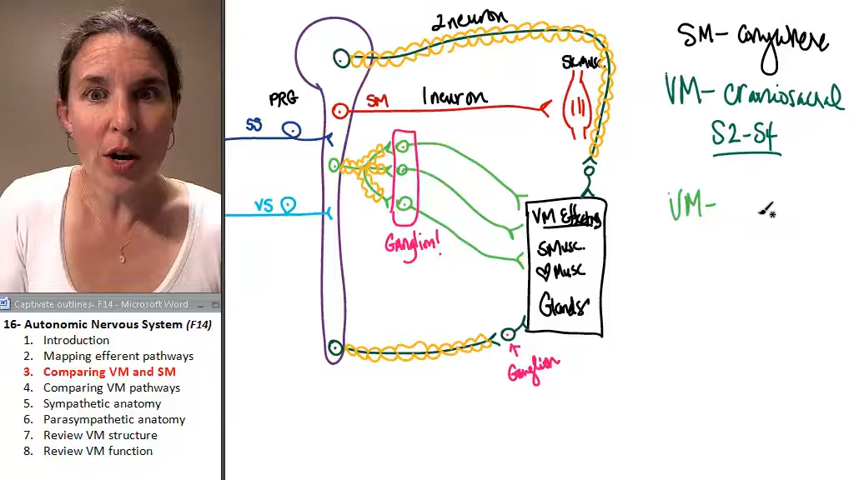 2 neuron
SM- anywhere
Sk. Musc.
VM- craniosacral
S2-S4
PRG
SM
1 neuron
SS
VM-
VS
Ganglion!
VM Effectors
SMusc.
♡ Musc
Glands
Ganglion
Captivate outlines- F14 - Microsoft Word
16- Autonomic Nervous System (F14)
1. Introduction
2. Mapping efferent pathways
3. Comparing VM and SM
4. Comparing VM pathways
5. Sympathetic anatomy
6. Parasympathetic anatomy
7. Review VM structure
8. Review VM function